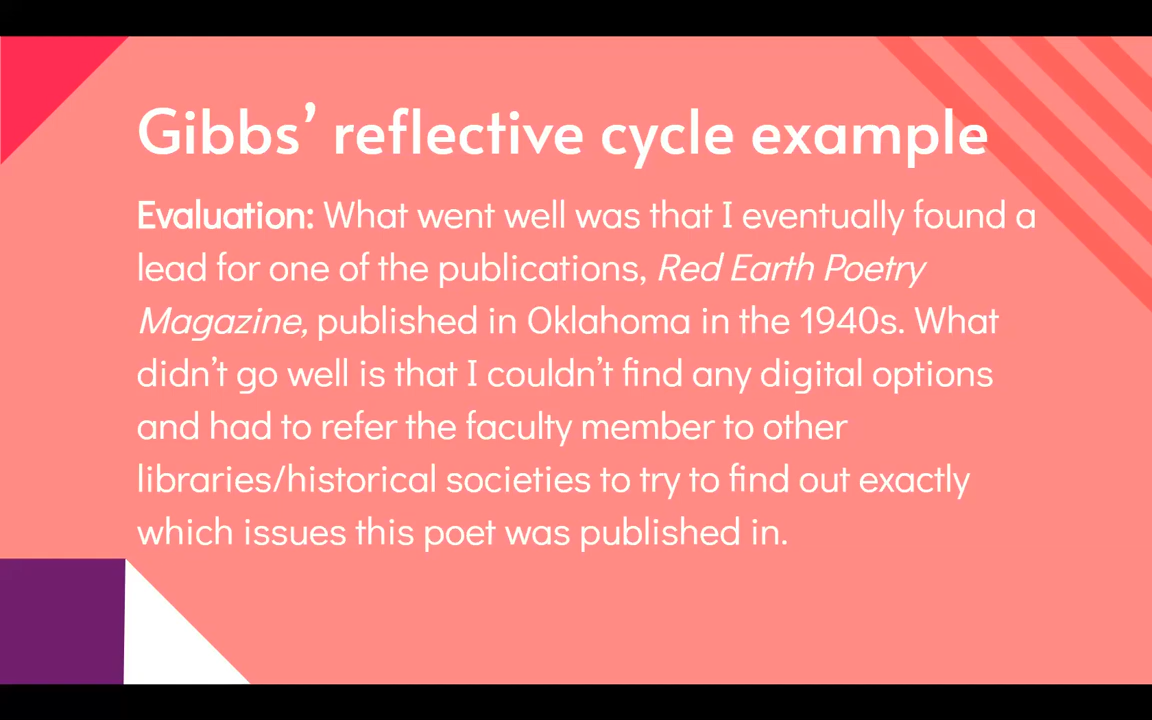 Gibbs’ reflective cycle example
Evaluation: What went well was that I eventually found a
lead for one of the publications, Red Earth Poetry
Magazine, published in Oklahoma in the 1940s. What
didn’t go well is that I couldn’t find any digital options
and had to refer the faculty member to other
libraries/historical societies to try to find out exactly
which issues this poet was published in.